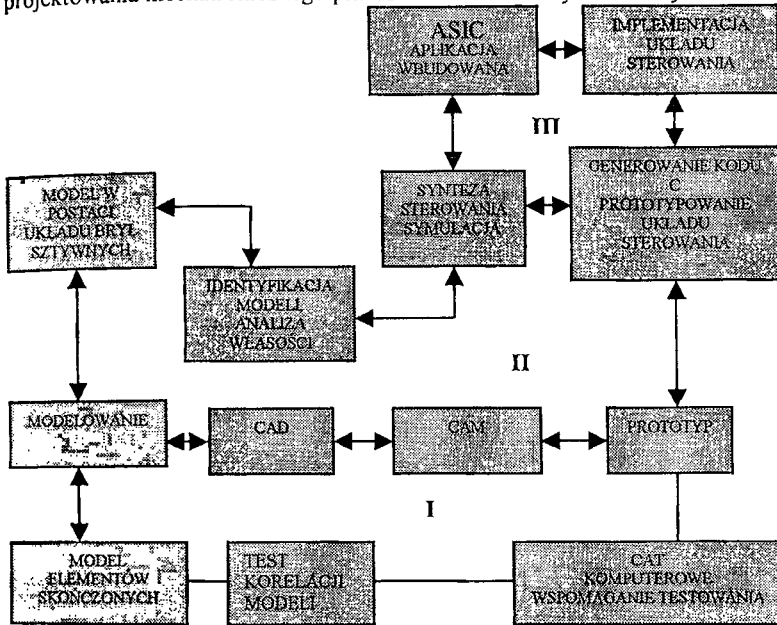 projektowania
ASIC
APLIKACJA
WBUDOWANA
IMPLEMENTACJA
UKŁADU
STEROWANIA
III
MODEL W
POSTACI
UKŁADU BRYŁ
SZTYWNYCH
SYNTEZA
STEROWANIA
SYMULACJA
GENEROWANIE KODU
C
PROTOTYPOWANIE
UKŁADU
STEROWANIA
IDENTYFIKACJA
MODELI
ANALIZA
WŁASOŚCI
II
MODELOWANIE
CAD
CAM
PROTOTYP
I
MODEL
ELEMENTÓW
SKOŃCZONYCH
TEST
KORELACJI
MODELI
CAT
KOMPUTEROWE
WSPOMAGANIE TESTOWANIA